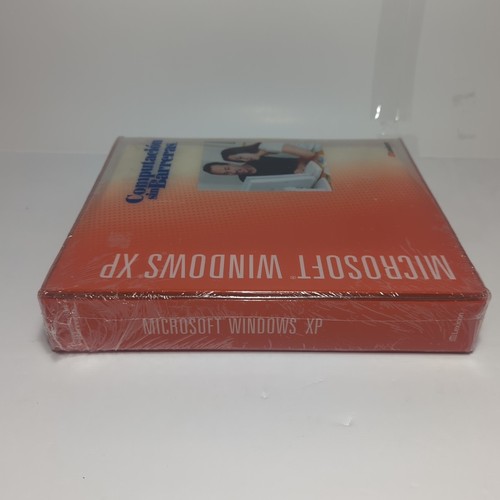 Computación
sin Barreras
MICROSOFT WINDOWS XP
MICROSOFT WINDOWS XP